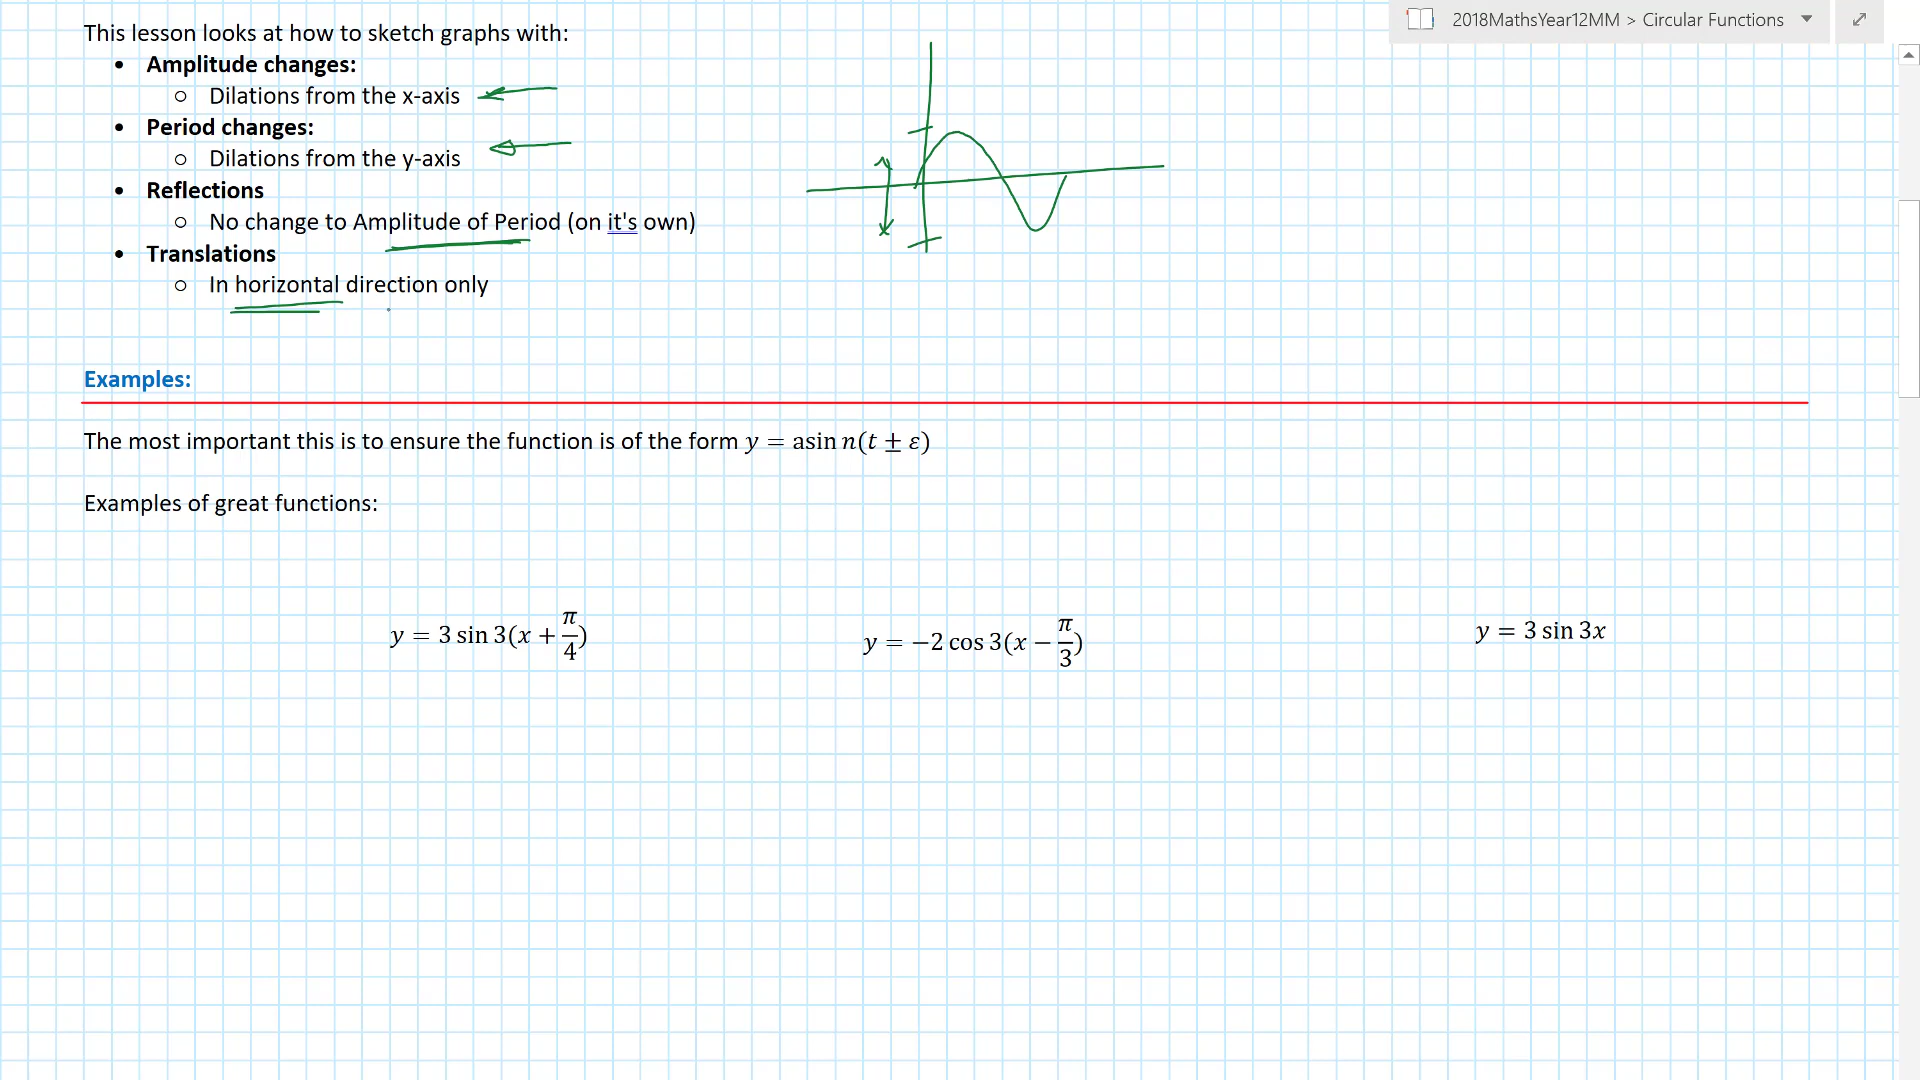 2018MathsYear12MM > Circular Functions
This lesson looks at how to sketch graphs with:
• Amplitude changes:
○ Dilations from the x-axis
• Period changes:
○ Dilations from the y-axis
• Reflections
○ No change to Amplitude of Period (on it's own)
• Translations
○ In horizontal direction only
Examples:
The most important this is to ensure the function is of the form y = asin n(t ± ε)
Examples of great functions:
y = 3 sin 3(x + π/4) y = −2 cos 3(x − π/3) y = 3 sin 3x